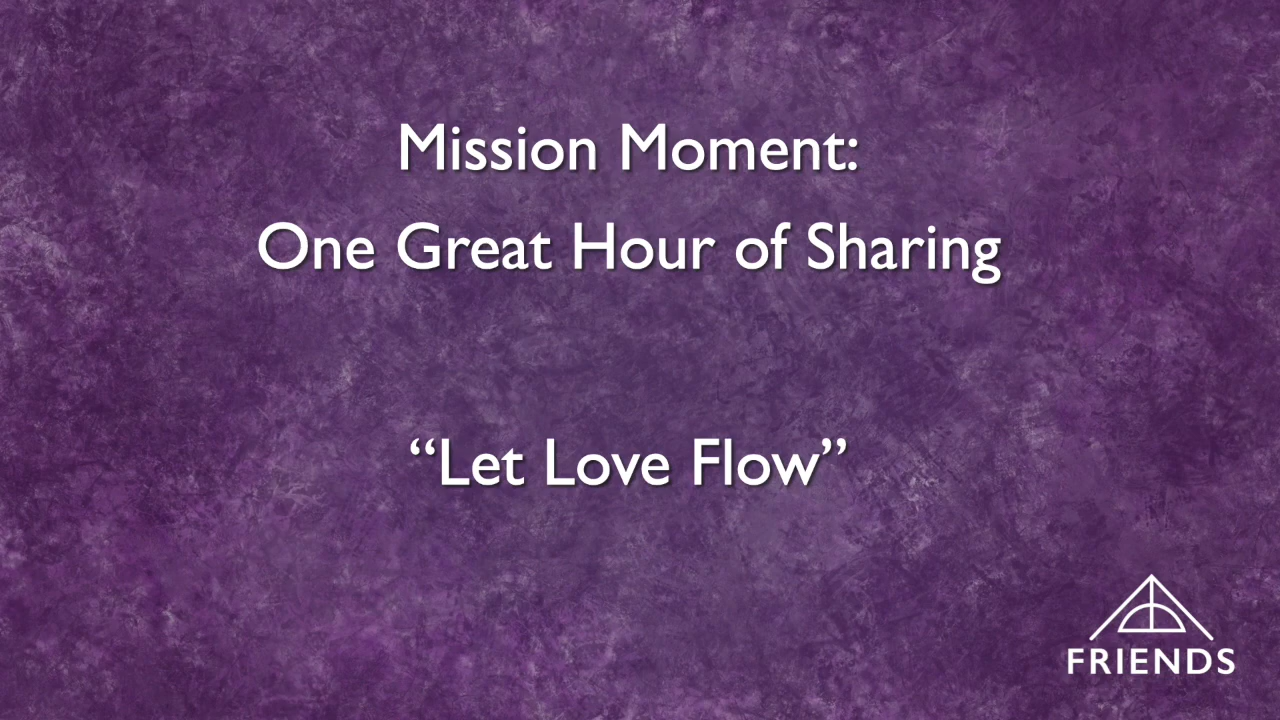 Mission Moment:
One Great Hour of Sharing
“Let Love Flow”
FRIENDS